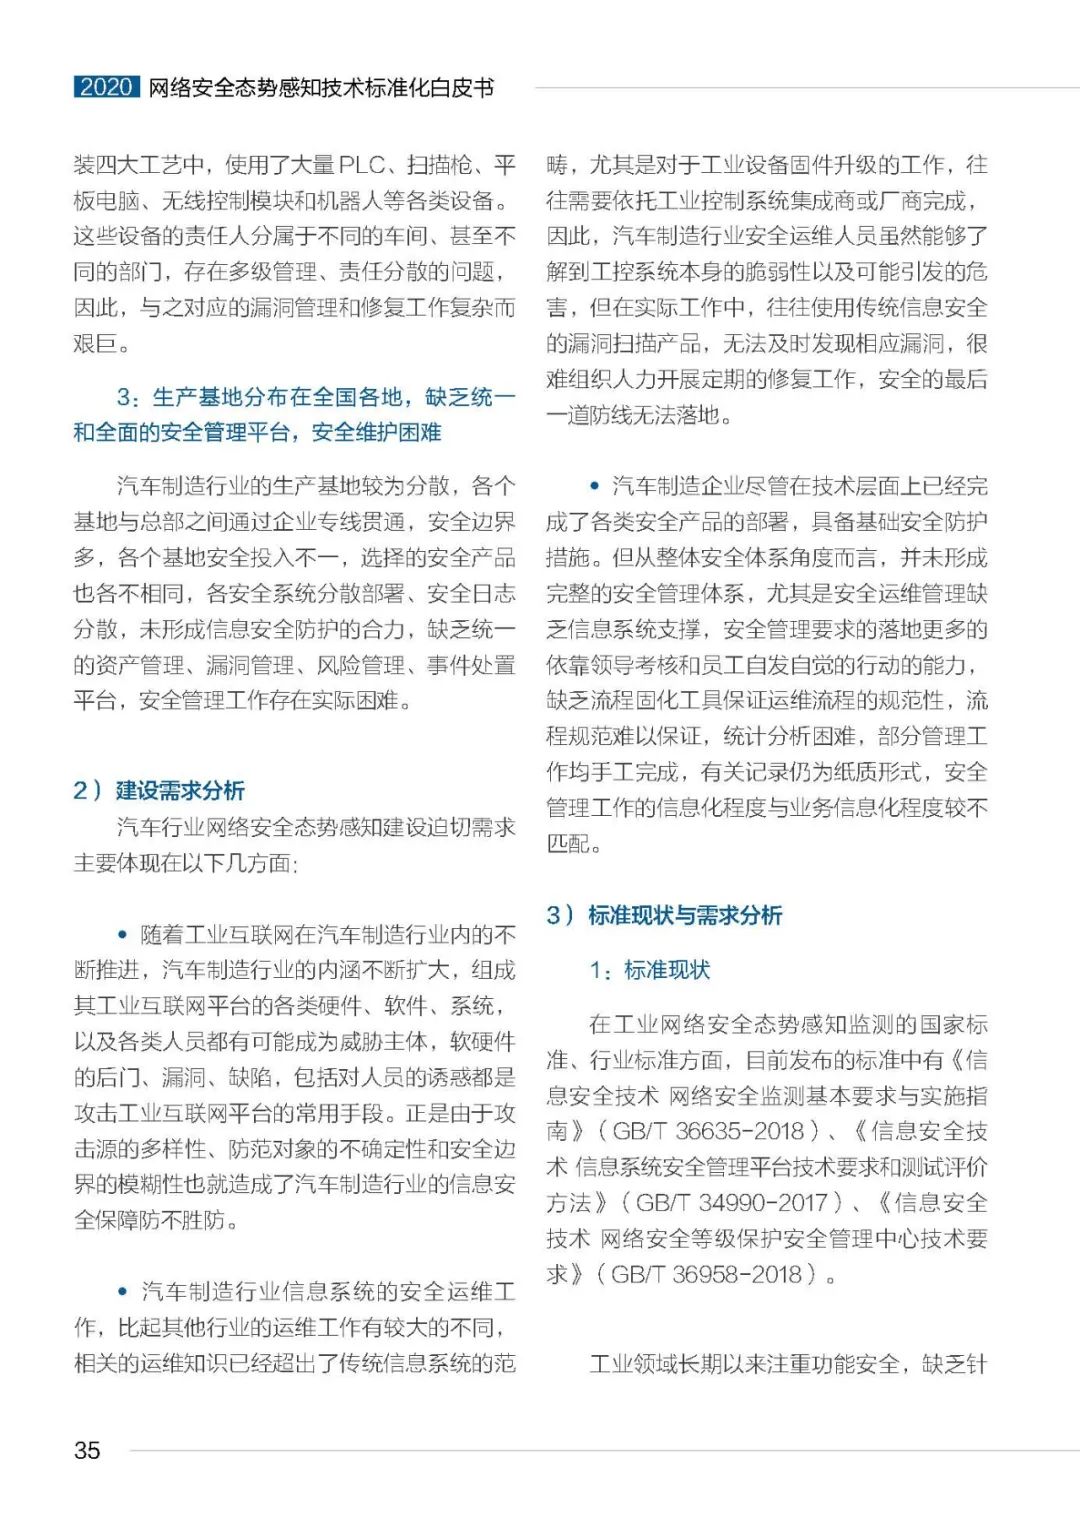 2020 网络安全态势感知技术标准化白皮书
装四大工艺中，使用了大量 PLC、扫描枪、平
板电脑、无线控制模块和机器人等各类设备。
这些设备的责任人分属于不同的车间、甚至不
同的部门，存在多级管理、责任分散的问题，
因此，与之对应的漏洞管理和修复工作复杂而
艰巨。
3：生产基地分布在全国各地，缺乏统一
和全面的安全管理平台，安全维护困难
汽车制造行业的生产基地较为分散，各个
基地与总部之间通过企业专线贯通，安全边界
多，各个基地安全投入不一，选择的安全产品
也各不相同，各安全系统分散部署、安全日志
分散，未形成信息安全防护的合力，缺乏统一
的资产管理、漏洞管理、风险管理、事件处置
平台，安全管理工作存在实际困难。
2）建设需求分析
汽车行业网络安全态势感知建设迫切需求
主要体现在以下几方面：
• 随着工业互联网在汽车制造行业内的不
断推进，汽车制造行业的内涵不断扩大，组成
其工业互联网平台的各类硬件、软件、系统，
以及各类人员都有可能成为威胁主体，软硬件
的后门、漏洞、缺陷，包括对人员的诱惑都是
攻击工业互联网平台的常用手段。正是由于攻
击源的多样性、防范对象的不确定性和安全边
界的模糊性也就造成了汽车制造行业的信息安
全保障防不胜防。
• 汽车制造行业信息系统的安全运维工
作，比起其他行业的运维工作有较大的不同，
相关的运维知识已经超出了传统信息系统的范
畴，尤其是对于工业设备固件升级的工作，往
往需要依托工业控制系统集成商或厂商完成，
因此，汽车制造行业安全运维人员虽然能够了
解到工控系统本身的脆弱性以及可能引发的危
害，但在实际工作中，往往使用传统信息安全
的漏洞扫描产品，无法及时发现相应漏洞，很
难组织人力开展定期的修复工作，安全的最后
一道防线无法落地。
• 汽车制造企业尽管在技术层面上已经完
成了各类安全产品的部署，具备基础安全防护
措施。但从整体安全体系角度而言，并未形成
完整的安全管理体系，尤其是安全运维管理缺
乏信息系统支撑，安全管理要求的落地更多的
依靠领导考核和员工自发自觉的行动的能力，
缺乏流程固化工具保证运维流程的规范性，流
程规范难以保证，统计分析困难，部分管理工
作均手工完成，有关记录仍为纸质形式，安全
管理工作的信息化程度与业务信息化程度较不
匹配。
3）标准现状与需求分析
1：标准现状
在工业网络安全态势感知监测的国家标
准、行业标准方面，目前发布的标准中有《信
息安全技术 网络安全监测基本要求与实施指
南》（GB/T 36635-2018）、《信息安全技
术 信息系统安全管理平台技术要求和测试评价
方法》（GB/T 34990-2017）、《信息安全
技术 网络安全等级保护安全管理中心技术要
求》（GB/T 36958-2018）。
工业领域长期以来注重功能安全，缺乏针
35